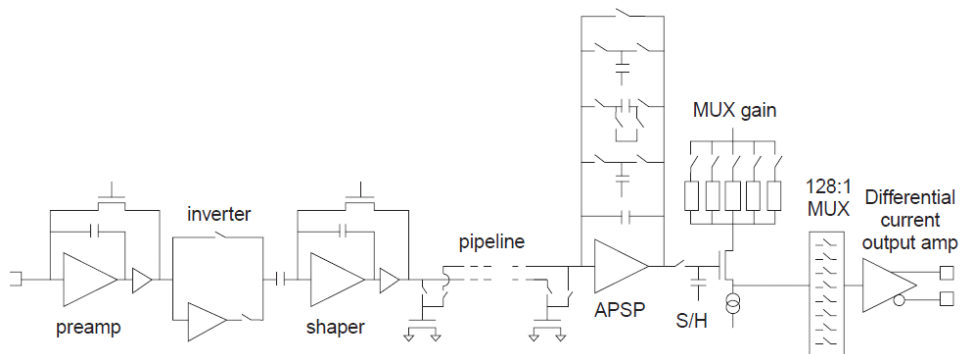 MUX gain
128:1
MUX
Differential
current
output amp
inverter
pipeline
preamp
shaper
APSP
S/H